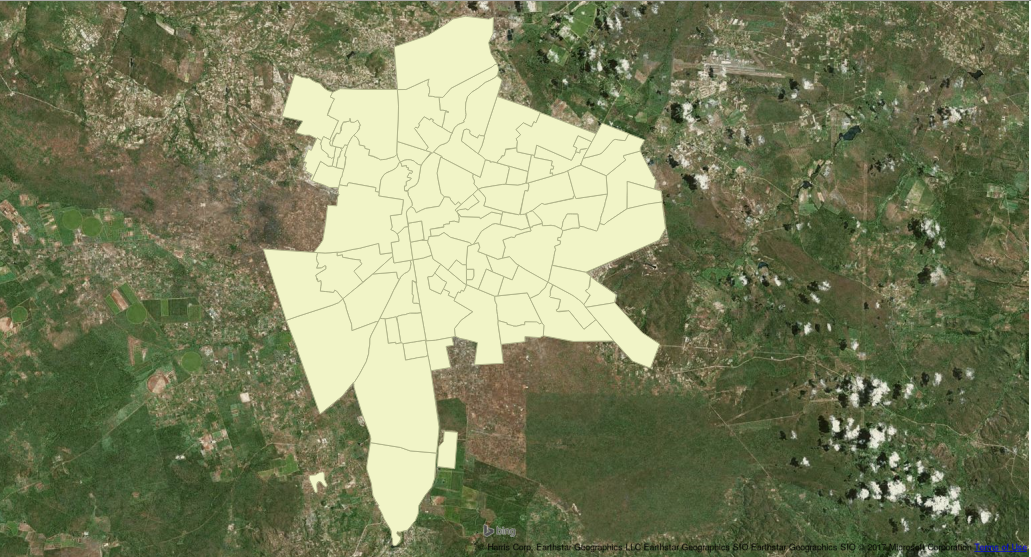 bing
© Harris Corp, Earthstar Geographics LLC Earthstar Geographics SIO Earthstar Geographics SIO © 2017 Microsoft Corporation Terms of Use